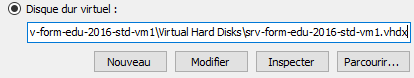 Disque dur virtuel :
v-form-edu-2016-std-vm1\Virtual Hard Disks\srv-form-edu-2016-std-vm1.vhdx
Nouveau Modifier Inspecter Parcourir...